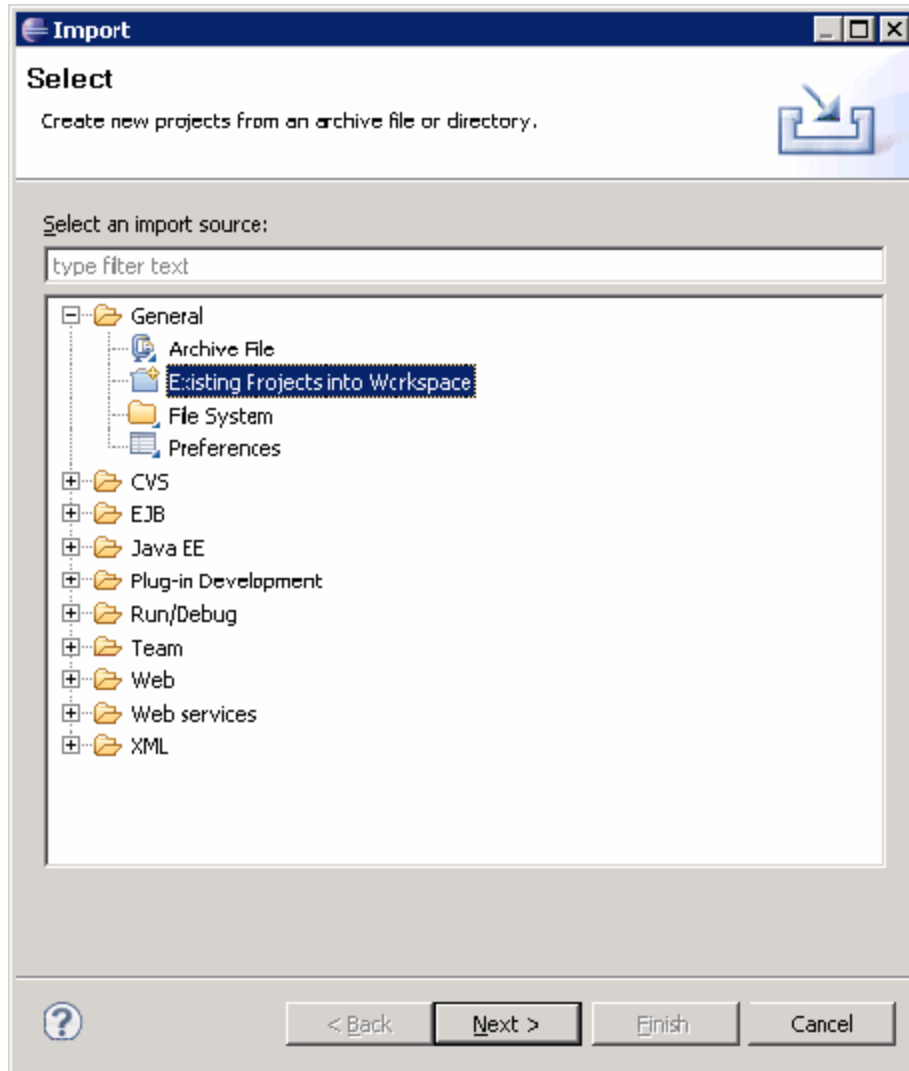 Import
Select
Create new projects from an archive file or directory.
Select an import source:
type filter text
General
Archive File
Existing Projects into Workspace
File System
Preferences
CVS
EJB
Java EE
Plug-in Development
Run/Debug
Team
Web
Web services
XML
?
< Back
Next >
Finish
Cancel